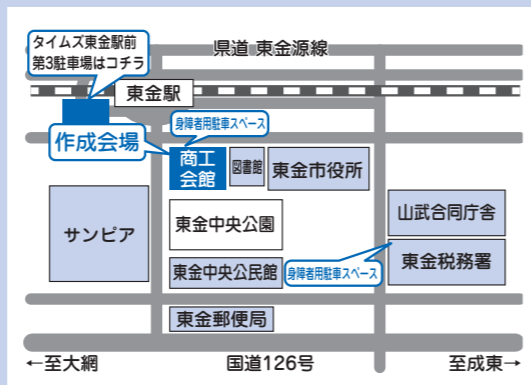 タイムズ東金駅前
第3駐車場はコチラ
県道 東金源線
東金駅
身障者用駐車スペース
作成会場
商工
会館
図書館
東金市役所
サンピア
東金中央公園
山武合同庁舎
東金中央公民館
身障者用駐車スペース
東金税務署
東金郵便局
←至大網
国道126号
至成東→